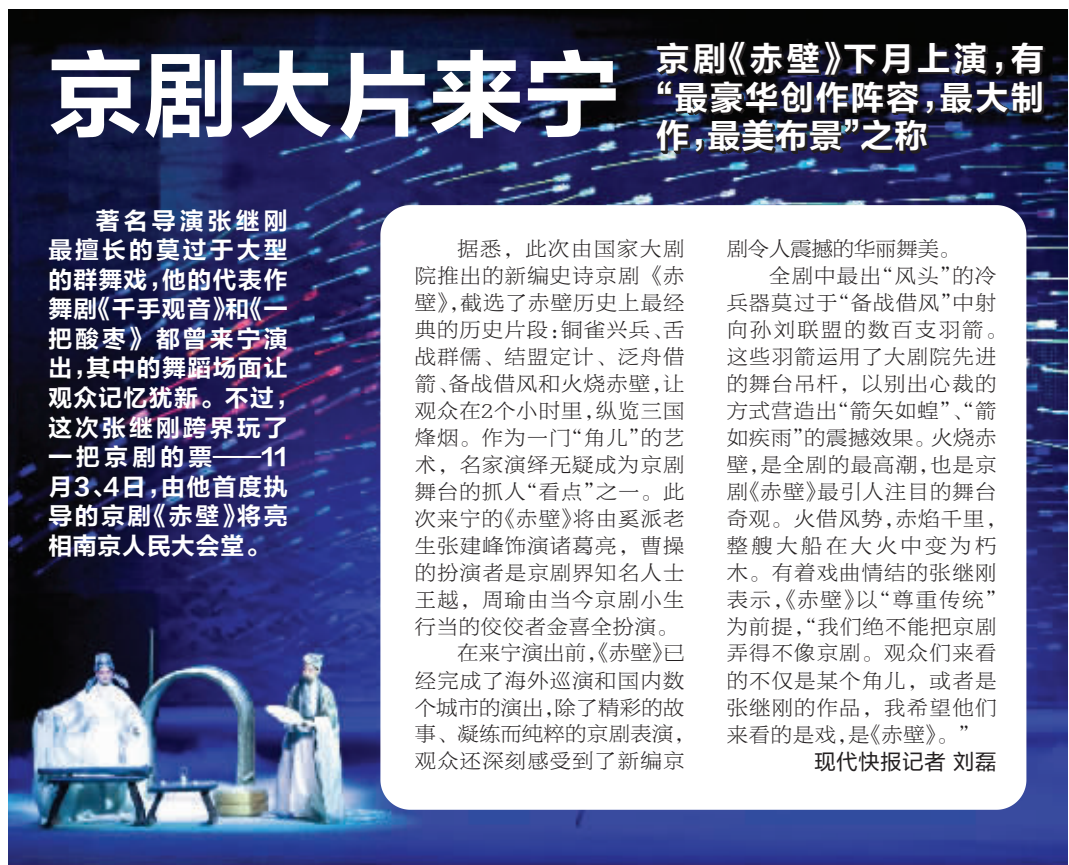 京剧大片来宁
京剧《赤壁》下月上演,有
“最豪华创作阵容,最大制
作,最美布景”之称
著名导演张继刚
最擅长的莫过于大型
的群舞戏,他的代表作
舞剧《千手观音》和《一
把酸枣》都曾来宁演
出,其中的舞蹈场面让
观众记忆犹新。不过,
这次张继刚跨界玩了
一把京剧的票——11
月3、4日,由他首度执
导的京剧《赤壁》将亮
相南京人民大会堂。
据悉,此次由国家大剧
院推出的新编史诗京剧《赤
壁》,截选了赤壁历史上最经
典的历史片段:铜雀兴兵、舌
战群儒、结盟定计、泛舟借
箭、备战借风和火烧赤壁,让
观众在2个小时里,纵览三国
烽烟。作为一门“角儿”的艺
术,名家演绎无疑成为京剧
舞台的抓人“看点”之一。此
次来宁的《赤壁》将由奚派老
生张建峰饰演诸葛亮,曹操
的扮演者是京剧界知名人士
王越,周瑜由当今京剧小生
行当的佼佼者金喜全扮演。
在来宁演出前,《赤壁》已
经完成了海外巡演和国内数
个城市的演出,除了精彩的故
事、凝练而纯粹的京剧表演,
观众还深刻感受到了新编京
剧令人震撼的华丽舞美。
全剧中最出“风头”的冷
兵器莫过于“备战借风”中射
向孙刘联盟的数百支羽箭。
这些羽箭运用了大剧院先进
的舞台吊杆,以别出心裁的
方式营造出“箭矢如蝗”、“箭
如疾雨”的震撼效果。火烧赤
壁,是全剧的最高潮,也是京
剧《赤壁》最引人注目的舞台
奇观。火借风势,赤焰千里,
整艘大船在大火中变为朽
木。有着戏曲情结的张继刚
表示,《赤壁》以“尊重传统”
为前提,“我们绝不能把京剧
弄得不像京剧。观众们来看
的不仅是某个角儿,或者是
张继刚的作品,我希望他们
来看的是戏,是《赤壁》。”
现代快报记者 刘磊